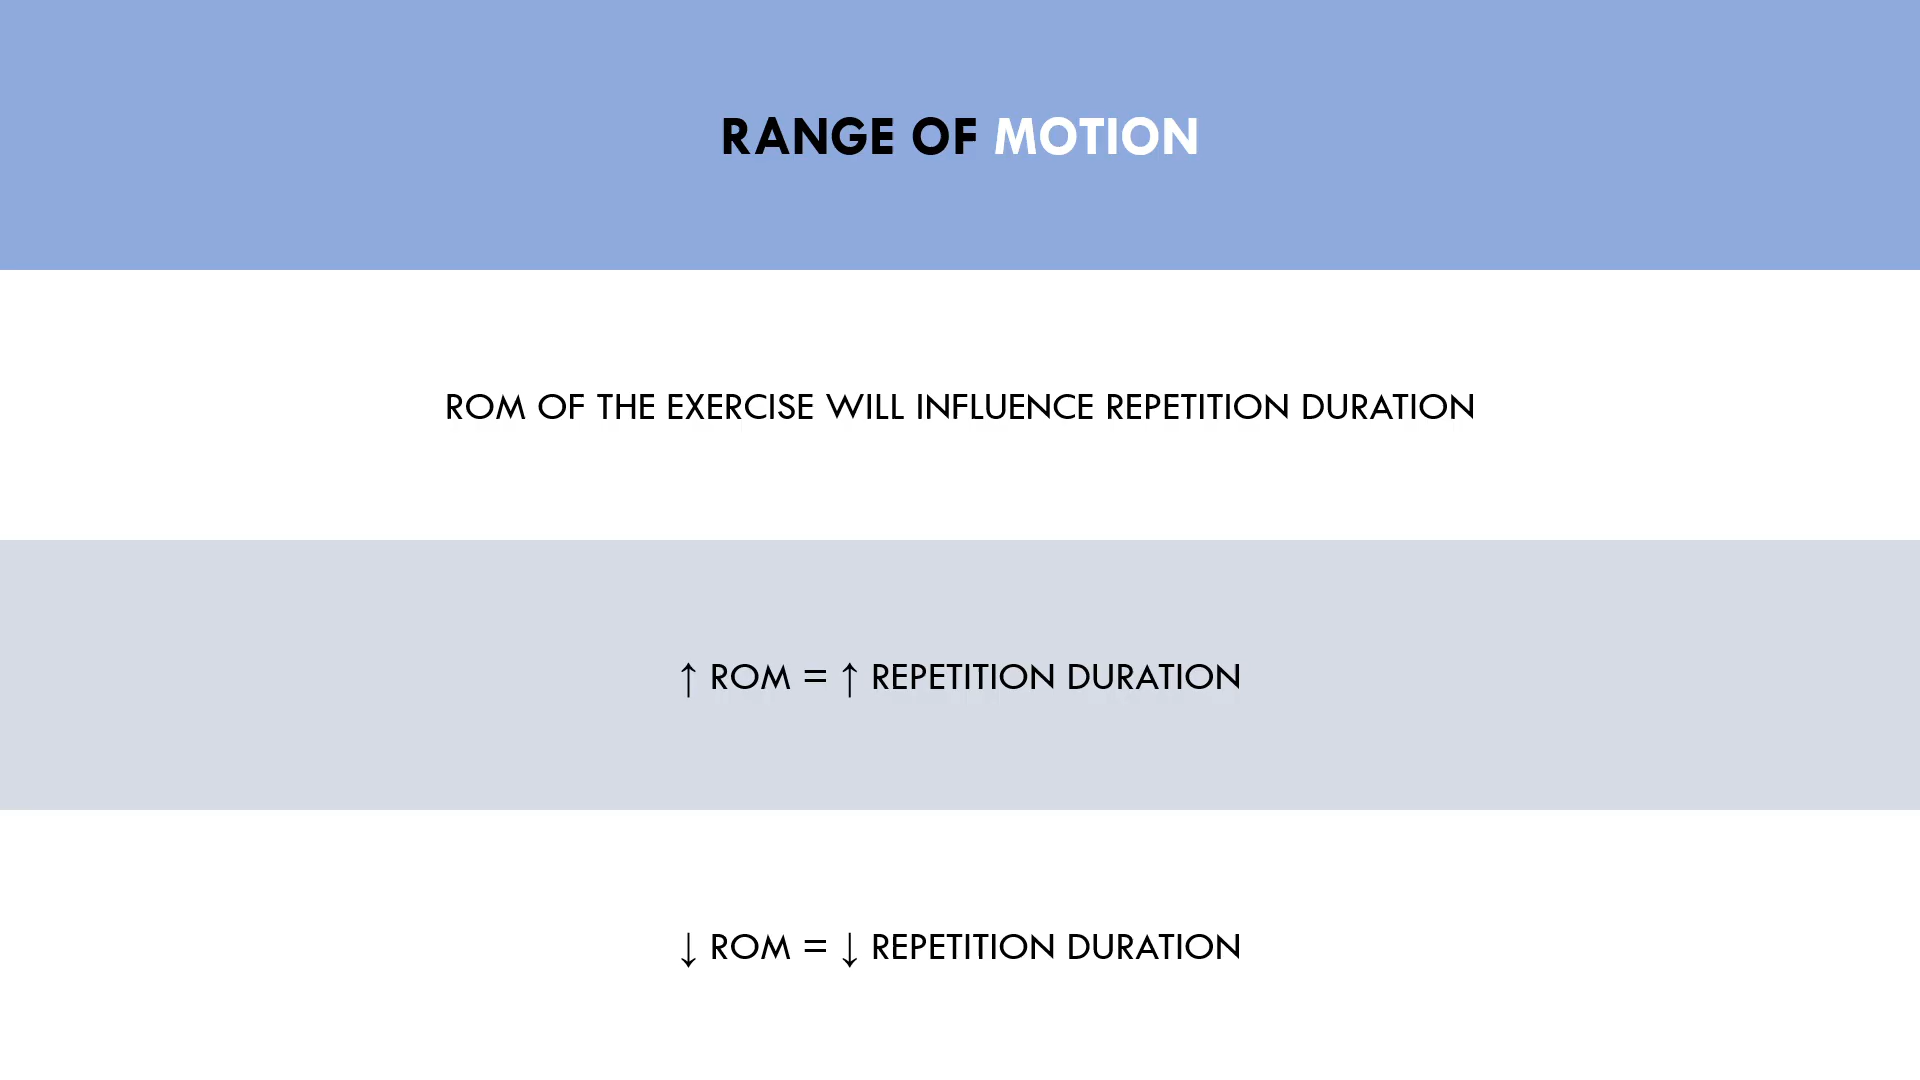 RANGE OF MOTION
ROM OF THE EXERCISE WILL INFLUENCE REPETITION DURATION
↑ ROM = ↑ REPETITION DURATION
↓ ROM = ↓ REPETITION DURATION